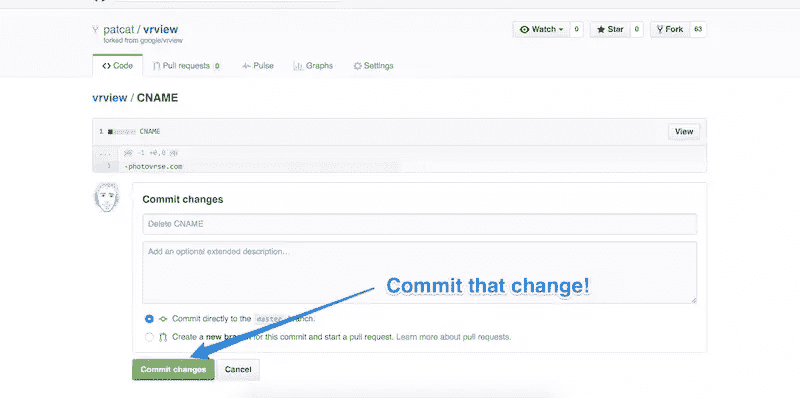 patcat / vrview
forked from google/vrview
Watch 0 Star 0 Fork 63
Code Pull requests 0 Pulse Graphs Settings
vrview / CNAME
1 CNAME View
... @@ -1 +0,0 @@
1 -photovrse.com
Commit changes
Delete CNAME
Add an optional extended description...
Commit that change!
Commit directly to the master branch.
Create a new branch for this commit and start a pull request. Learn more about pull requests.
Commit changes Cancel